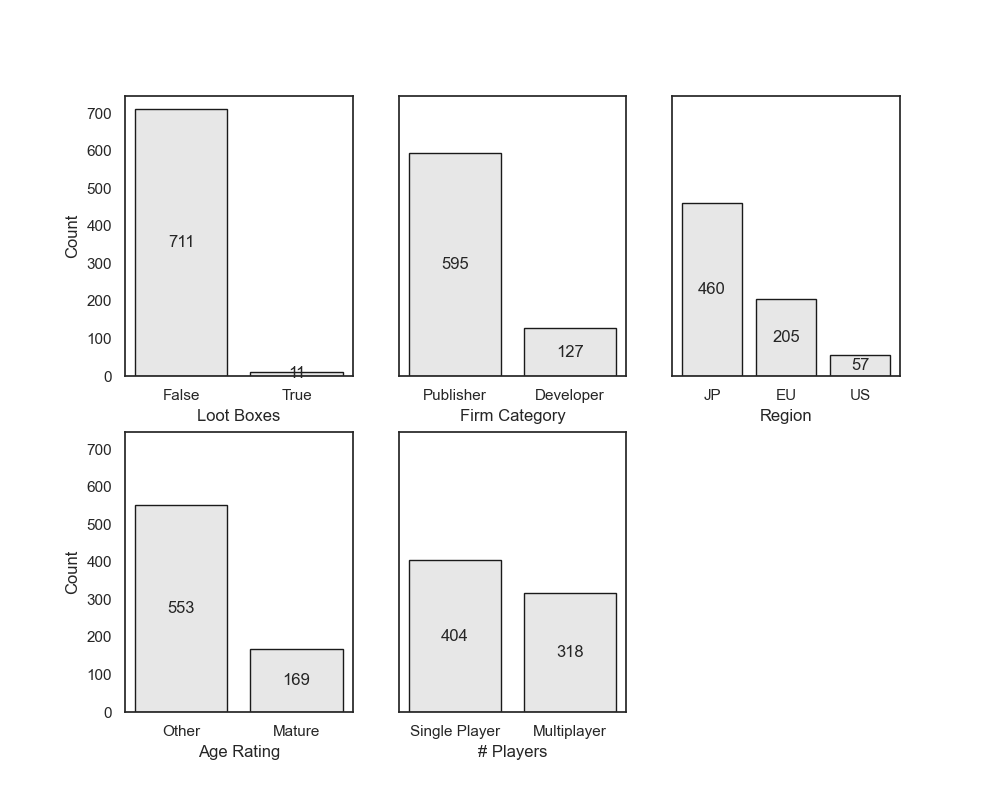 Count
700
600
500
400
300
200
100
0
711
11
False True
Loot Boxes
595
127
Publisher Developer
Firm Category
460
205
57
JP EU US
Region
Count
700
600
500
400
300
200
100
0
553
169
Other Mature
Age Rating
404
318
Single Player Multiplayer
# Players